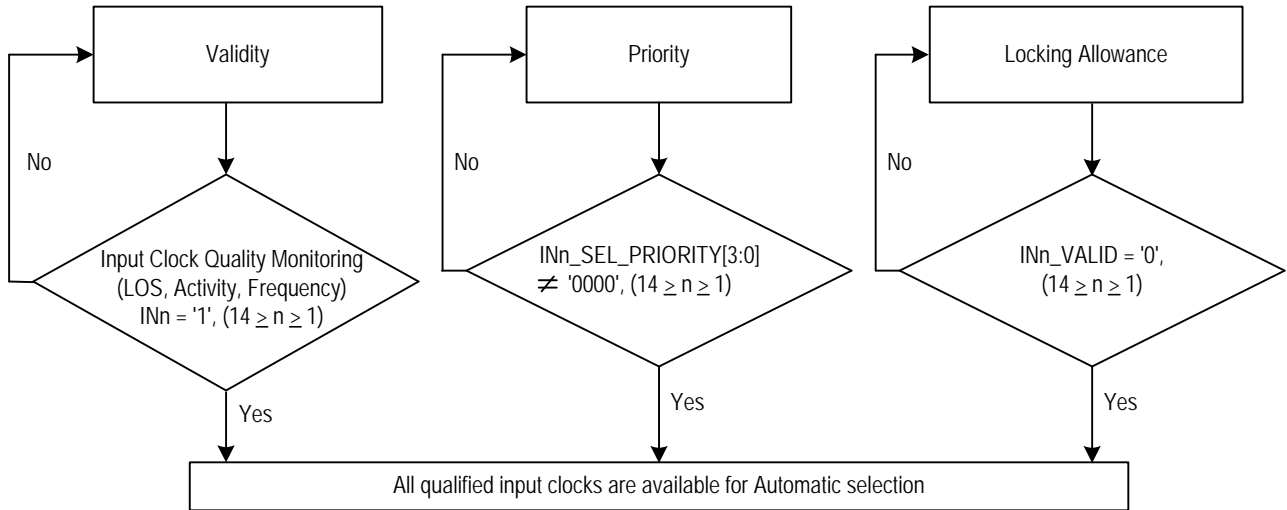 Validity
Priority
Locking Allowance
No
No
No
Input Clock Quality Monitoring
(LOS, Activity, Frequency)
INn = '1', (14 ≥ n ≥ 1)
INn_SEL_PRIORITY[3:0]
≠ '0000', (14 ≥ n ≥ 1)
INn_VALID = '0',
(14 ≥ n ≥ 1)
Yes
Yes
Yes
All qualified input clocks are available for Automatic selection